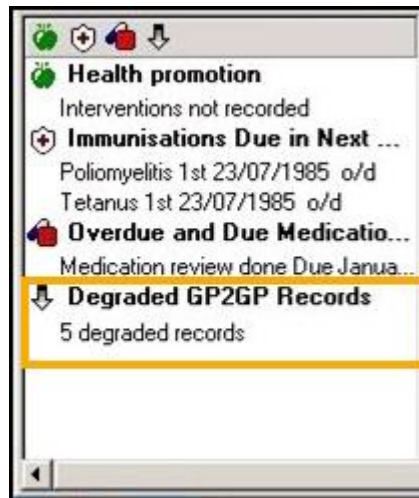 Health promotion
Interventions not recorded
Immunisations Due in Next ...
Poliomyelitis 1st 23/07/1985 o/d
Tetanus 1st 23/07/1985 o/d
Overdue and Due Medicatio...
Medication review done Due Janua...
Degraded GP2GP Records
5 degraded records